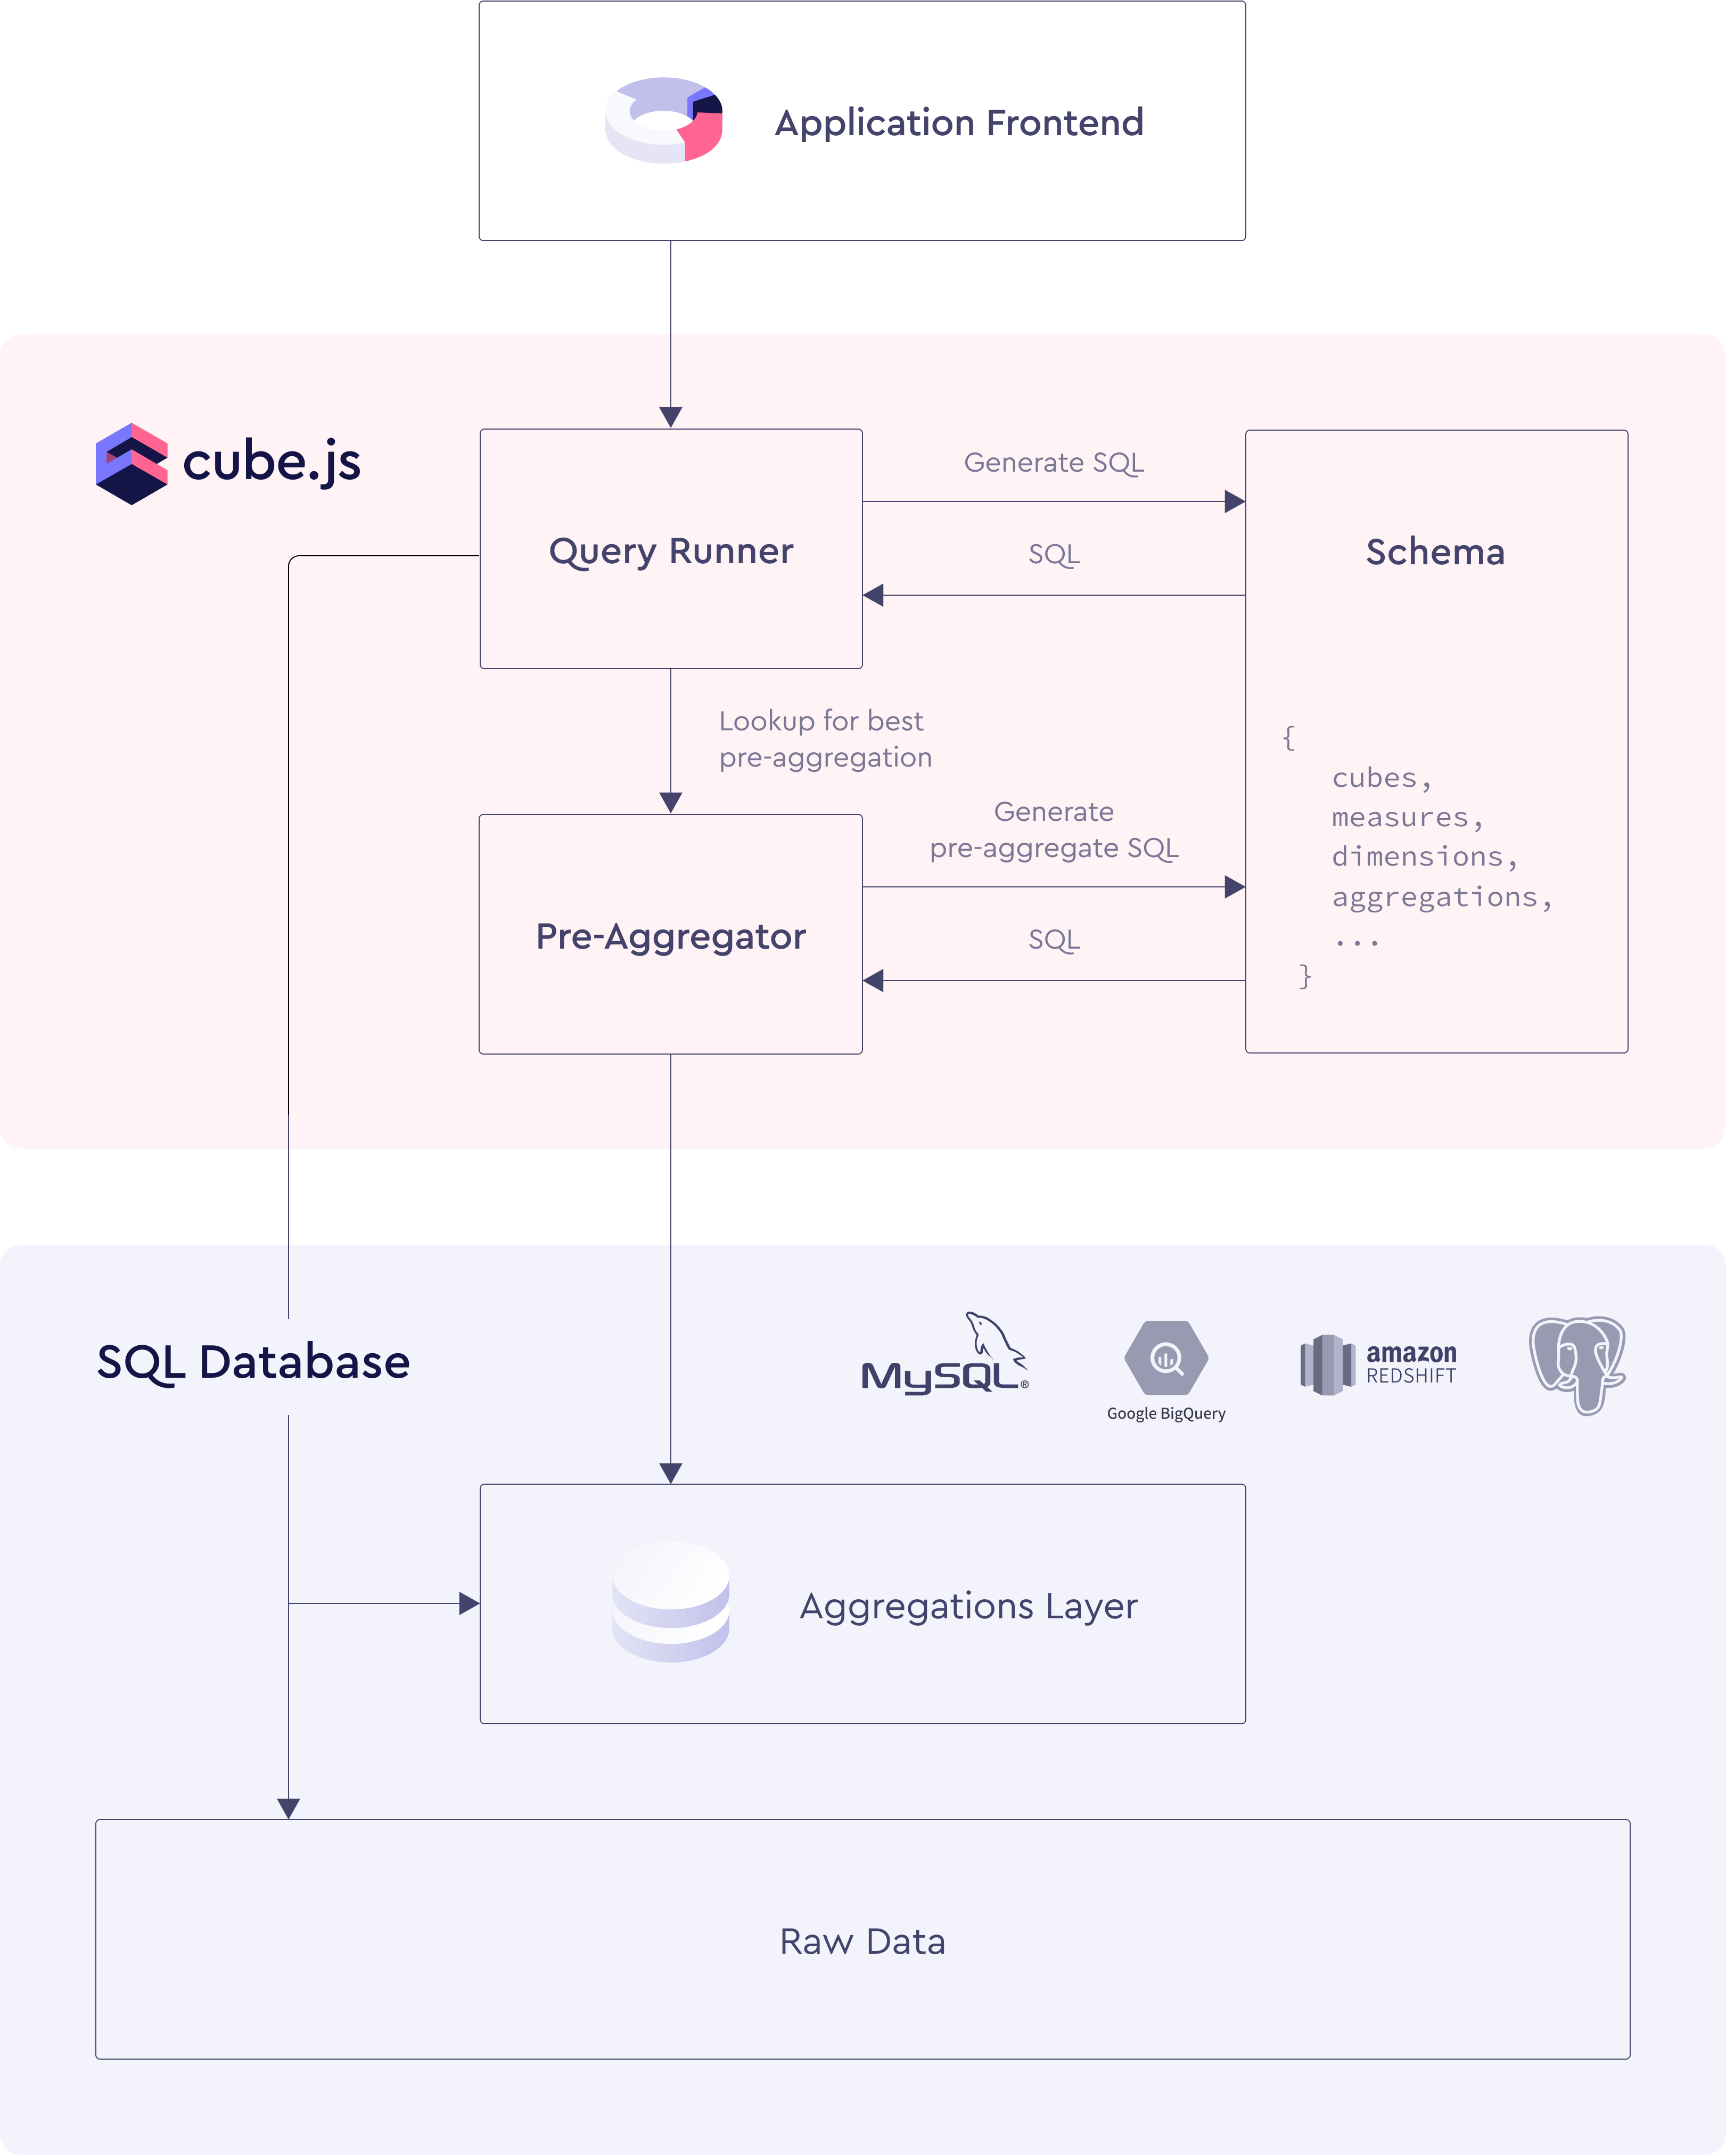 Application Frontend
cube.js
Generate SQL
Query Runner
SQL
Schema
Lookup for best
pre-aggregation
{
cubes,
measures,
dimensions,
aggregations,
...
}
Generate
pre-aggregate SQL
Pre-Aggregator
SQL
SQL Database
MySQL®
Google BigQuery
amazon
REDSHIFT
Aggregations Layer
Raw Data